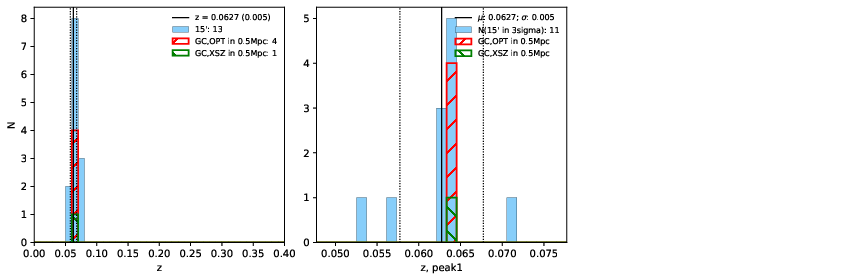 z = 0.0627 (0.005)
15': 13
GC,OPT in 0.5Mpc: 4
GC,XSZ in 0.5Mpc: 1
N
8
7
6
5
4
3
2
1
0
0.00 0.05 0.10 0.15 0.20 0.25 0.30 0.35 0.40
z
μ: 0.0627; σ: 0.005
N(15' in 3sigma): 11
GC,OPT in 0.5Mpc
GC,XSZ in 0.5Mpc
5
4
3
2
1
0
0.050 0.055 0.060 0.065 0.070 0.075
z, peak1